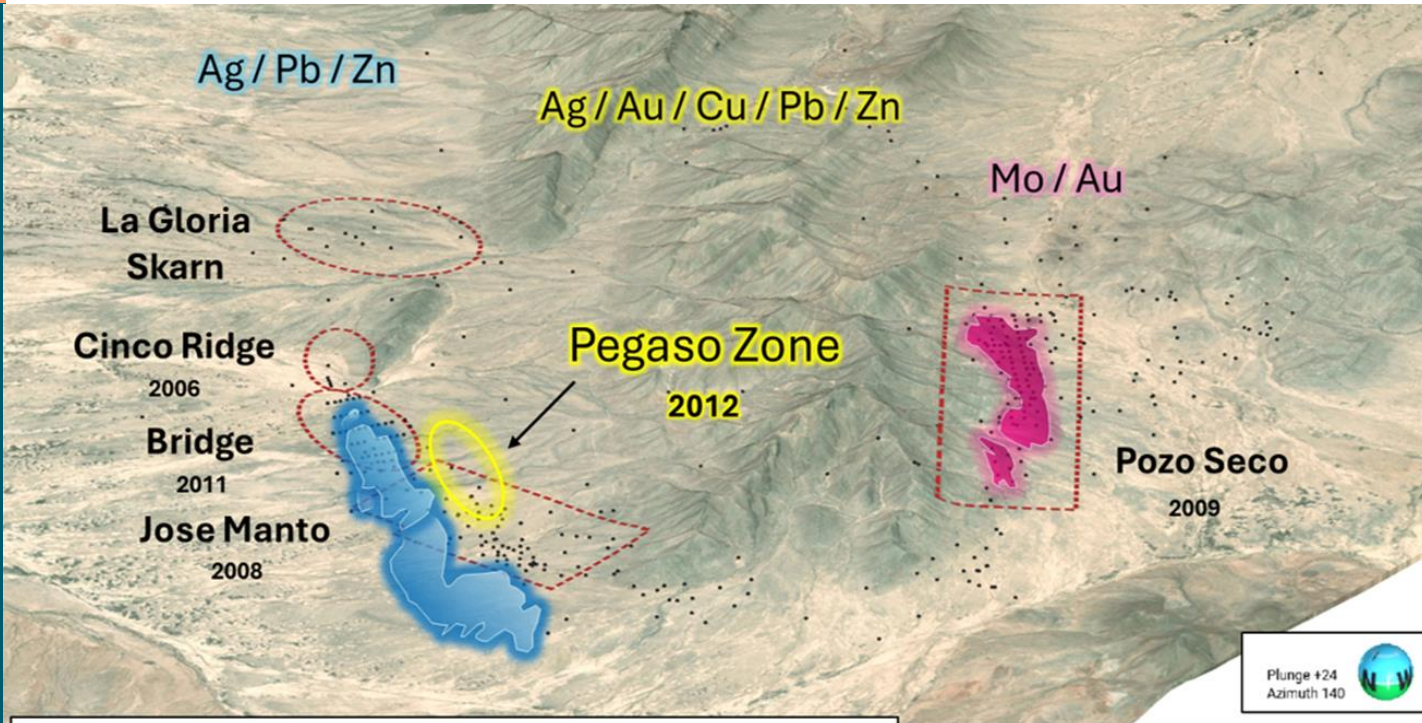 Ag / Pb / Zn
Ag / Au / Cu / Pb / Zn
Mo / Au
La Gloria
Skarn
Cinco Ridge
2006
Pegaso Zone
2012
Bridge
2011
Pozo Seco
2009
Jose Manto
2008
Plunge +24
Azimuth 140
N W